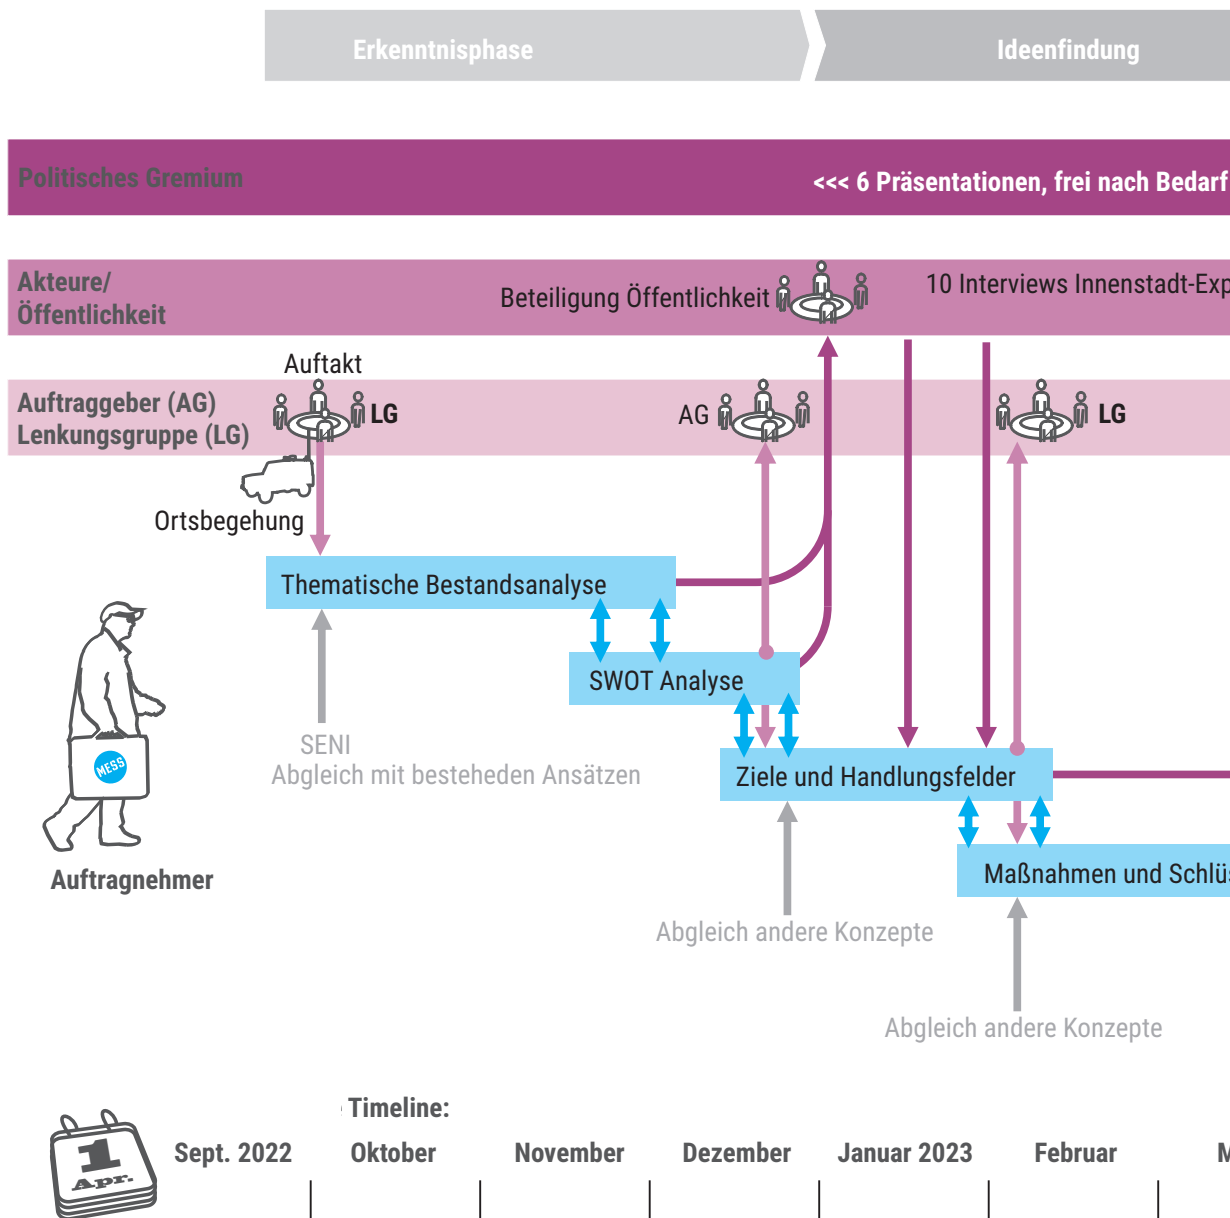 Erkenntnisphase
Ideenfindung
Politisches Gremium
<<< 6 Präsentationen, frei nach Bedarf
Akteure/
Öffentlichkeit
Beteiligung Öffentlichkeit
10 Interviews Innenstadt-Exp
Auftakt
Auftraggeber (AG)
Lenkungsgruppe (LG)
LG
AG
LG
Ortsbegehung
Thematische Bestandsanalyse
SWOT Analyse
SENI
Abgleich mit besteheden Ansätzen
Ziele und Handlungsfelder
MESS
Auftragnehmer
Maßnahmen und Schlüs
Abgleich andere Konzepte
Abgleich andere Konzepte
Timeline:
1
Apr.
Sept. 2022
Oktober
November
Dezember
Januar 2023
Februar
M